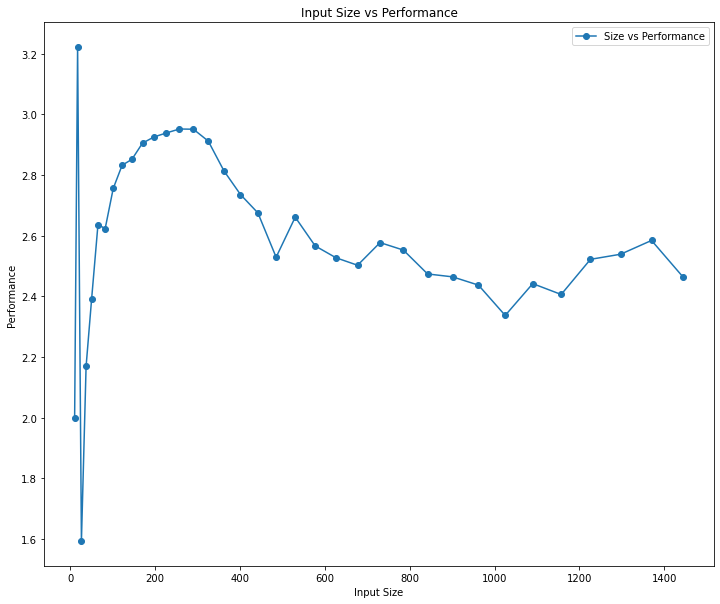 Input Size vs Performance
Size vs Performance
3.2
3.0
2.8
2.6
2.4
2.2
2.0
1.8
1.6
Performance
0 200 400 600 800 1000 1200 1400
Input Size